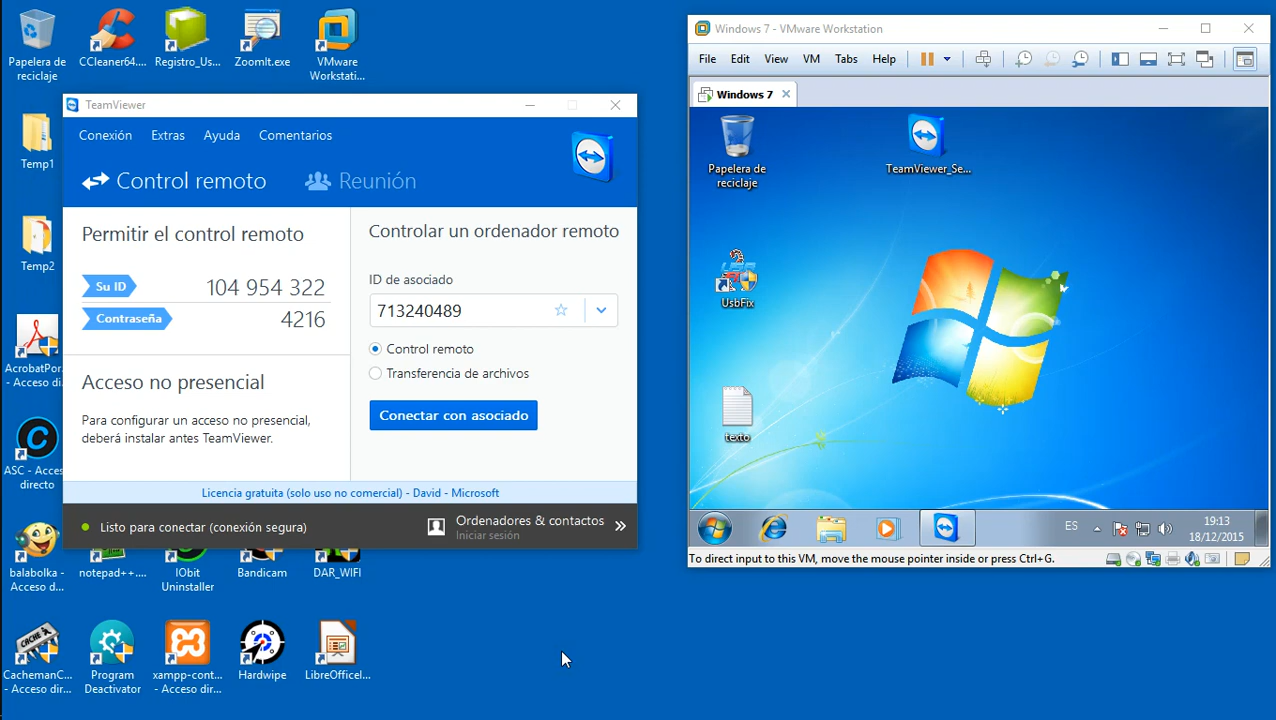 Papelera de
reciclaje
CCleaner64....
Registro_Us...
ZoomIt.exe
VMware
Workstati...
Temp1
Temp2
AcrobatPor...
- Acceso di...
ASC - Acces
directo
balabolka -
Acceso d...
notepad++....
IObit
Uninstaller
Bandicam
DAR_WIFI
CachemanC...
- Acceso dir...
Program
Deactivator
xampp-cont...
- Acceso dir...
Hardwipe
LibreOfficeI...
TeamViewer
Conexión Extras Ayuda Comentarios
Control remoto Reunión
Permitir el control remoto
Su ID 104 954 322
Contraseña 4216
Acceso no presencial
Para configurar un acceso no presencial,
deberá instalar antes TeamViewer.
Controlar un ordenador remoto
ID de asociado
713240489
Control remoto
Transferencia de archivos
Conectar con asociado
Licencia gratuita (solo uso no comercial) - David - Microsoft
Listo para conectar (conexión segura)
Ordenadores & contactos
Iniciar sesión
Windows 7 - VMware Workstation
File Edit View VM Tabs Help
Windows 7
Papelera de
reciclaje
TeamViewer_Se...
UsbFix
texto
ES
19:13
18/12/2015
To direct input to this VM, move the mouse pointer inside or press Ctrl+G.